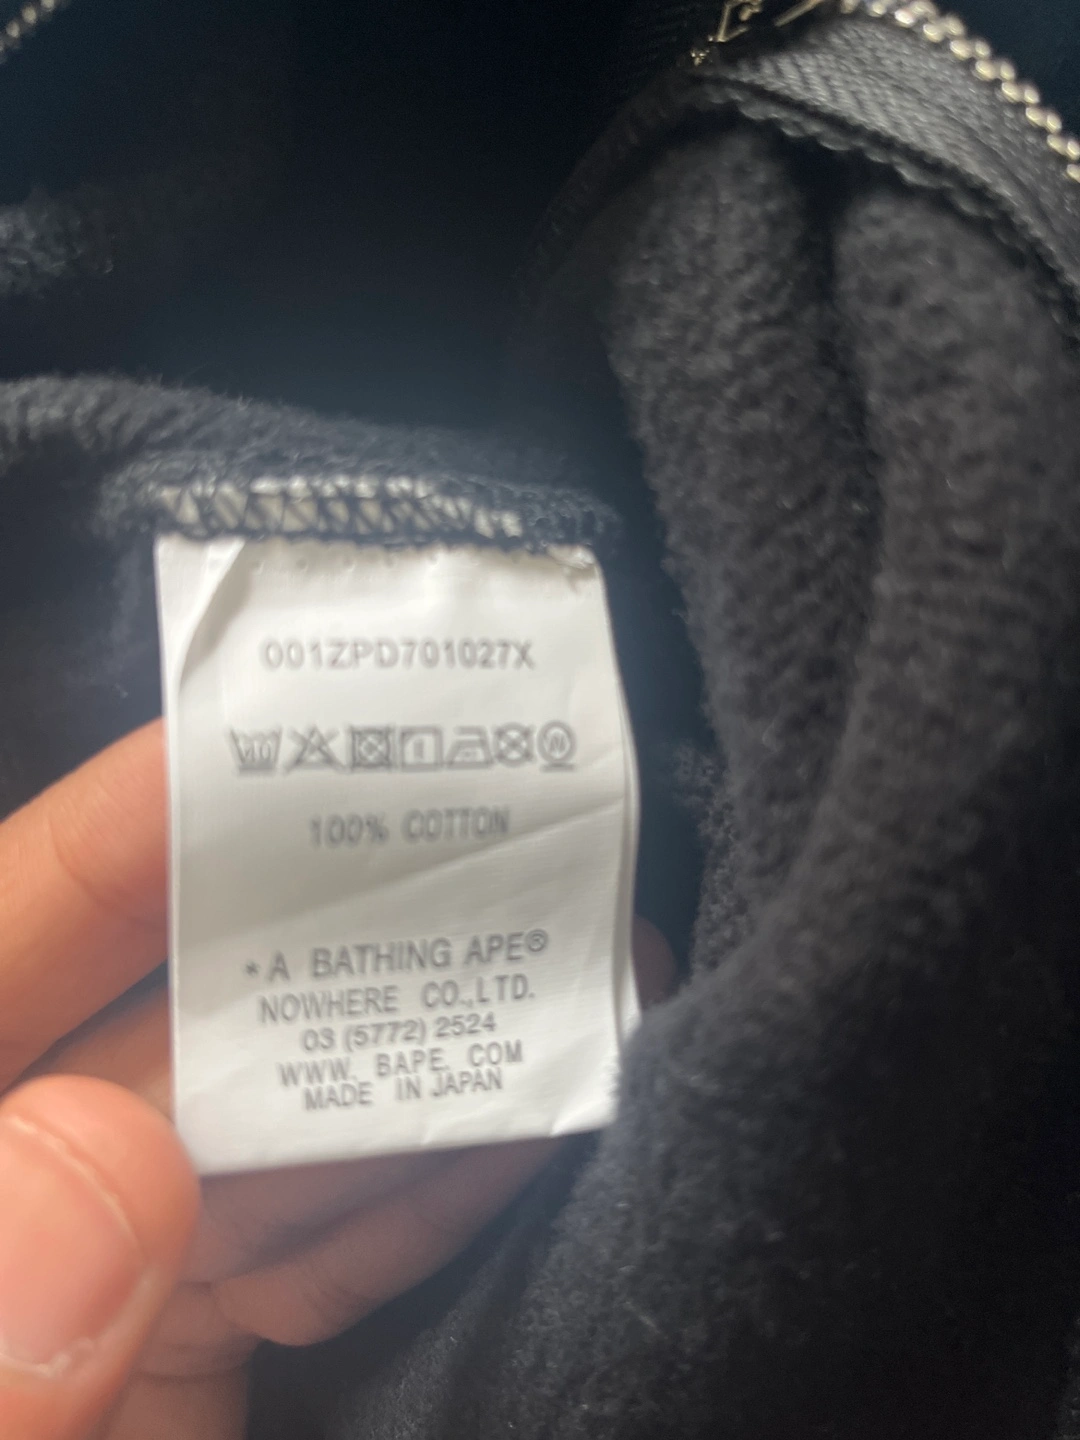 001ZPD701027X
100% COTTON
*A BATHING APE®
NOWHERE CO.,LTD.
03 (5772) 2524
WWW. BAPE. COM
MADE IN JAPAN